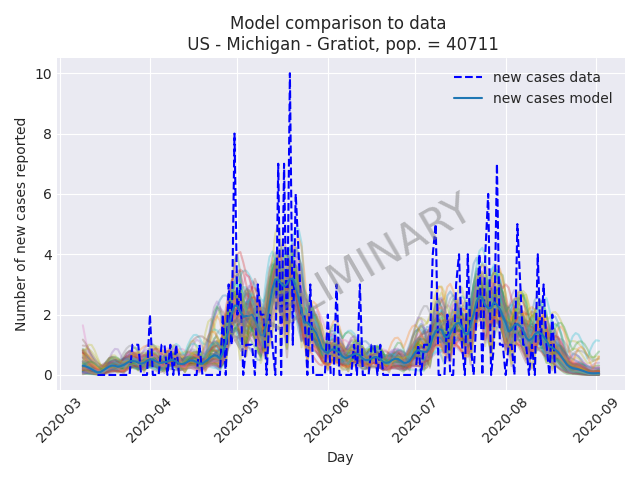 Model comparison to data
US - Michigan - Gratiot, pop. = 40711
new cases data
new cases model
Number of new cases reported
10
8
6
4
2
0
LIMINARY
2020-03
2020-04
2020-05
2020-06
2020-07
2020-08
2020-09
Day